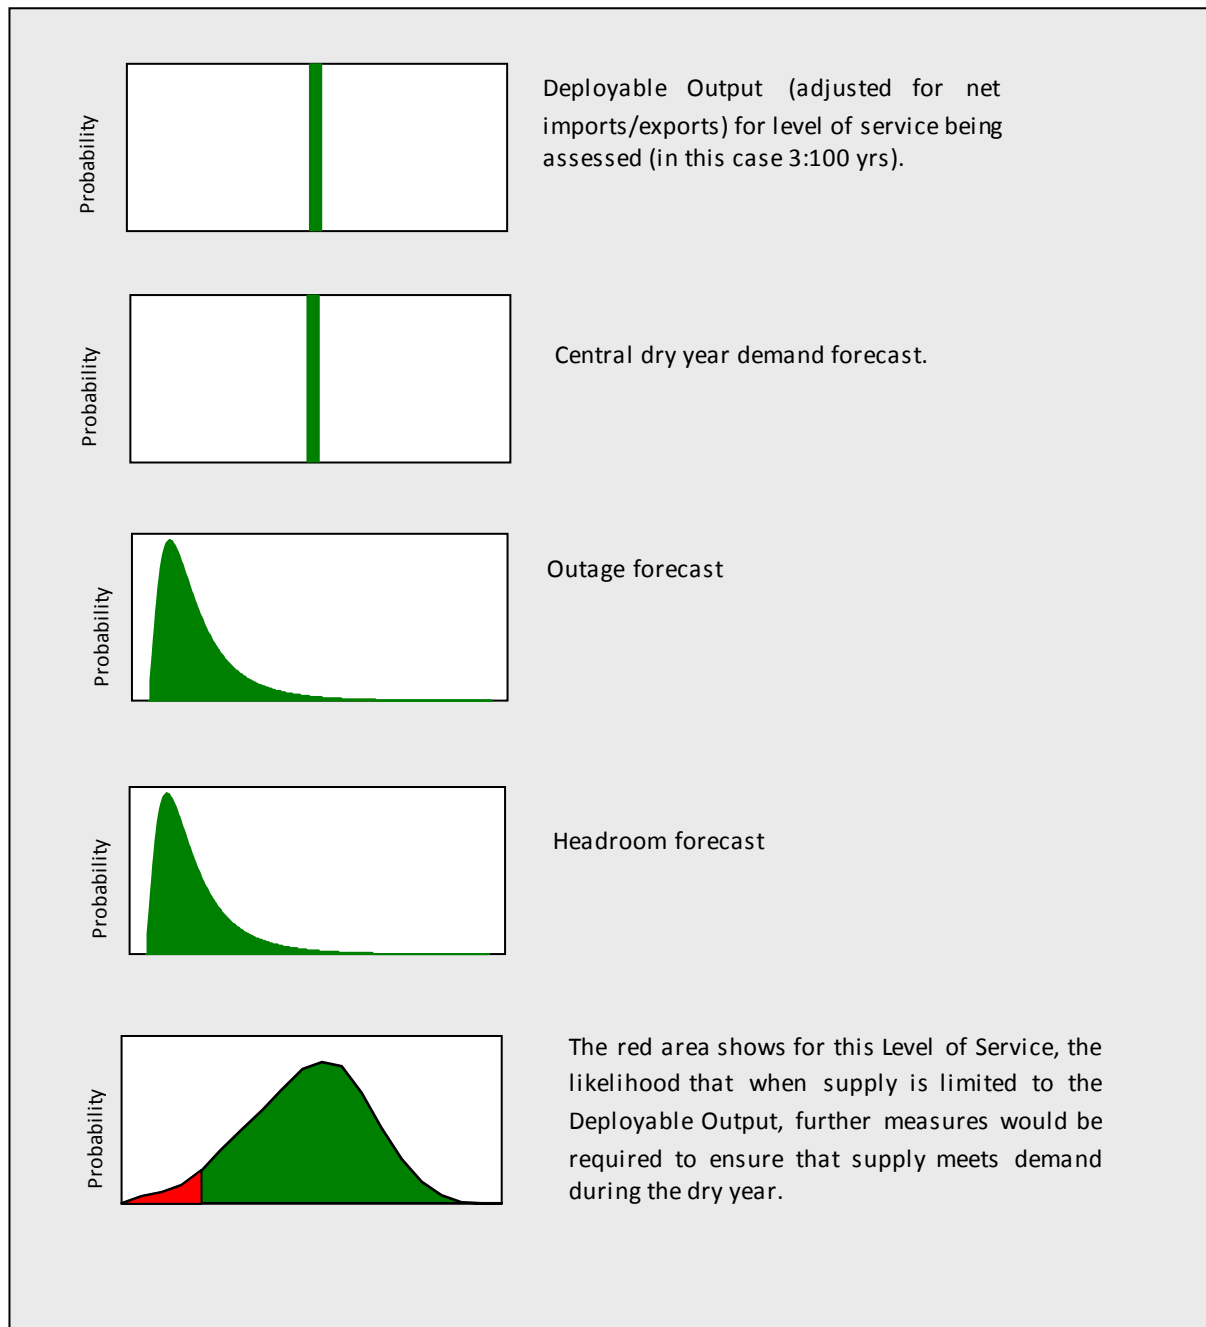 Probability
Deployable Output (adjusted for net
imports/exports) for level of service being
assessed (in this case 3:100 yrs).
Probability
Central dry year demand forecast.
Probability
Outage forecast
Probability
Headroom forecast
Probability
The red area shows for this Level of Service, the
likelihood that when supply is limited to the
Deployable Output, further measures would be
required to ensure that supply meets demand
during the dry year.